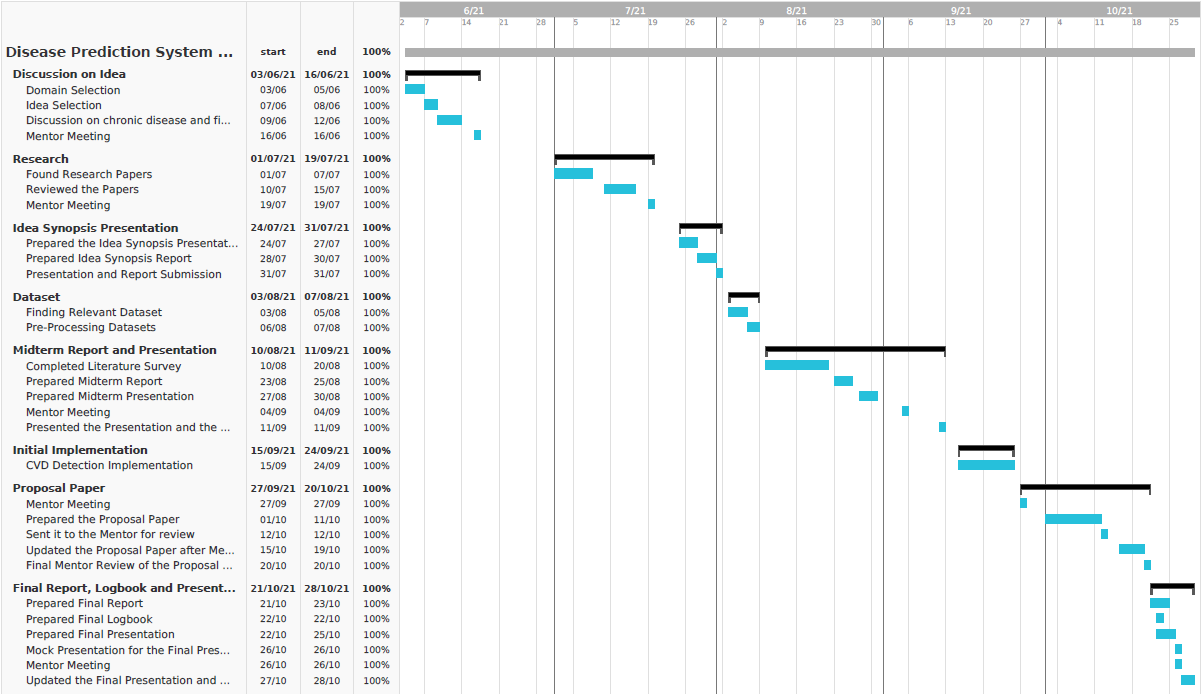 6/21 7/21 8/21 9/21 10/21
2 7 14 21 28 5 12 19 26 2 9 16 23 30 6 13 20 27 4 11 18 25
Disease Prediction System ... start end 100%
Discussion on Idea 03/06/21 16/06/21 100%
Domain Selection 03/06 05/06 100%
Idea Selection 07/06 08/06 100%
Discussion on chronic disease and fi... 09/06 12/06 100%
Mentor Meeting 16/06 16/06 100%
Research 01/07/21 19/07/21 100%
Found Research Papers 01/07 07/07 100%
Reviewed the Papers 10/07 15/07 100%
Mentor Meeting 19/07 19/07 100%
Idea Synopsis Presentation 24/07/21 31/07/21 100%
Prepared the Idea Synopsis Presentat... 24/07 27/07 100%
Prepared Idea Synopsis Report 28/07 30/07 100%
Presentation and Report Submission 31/07 31/07 100%
Dataset 03/08/21 07/08/21 100%
Finding Relevant Dataset 03/08 05/08 100%
Pre-Processing Datasets 06/08 07/08 100%
Midterm Report and Presentation 10/08/21 11/09/21 100%
Completed Literature Survey 10/08 20/08 100%
Prepared Midterm Report 23/08 25/08 100%
Prepared Midterm Presentation 27/08 30/08 100%
Mentor Meeting 04/09 04/09 100%
Presented the Presentation and the ... 11/09 11/09 100%
Initial Implementation 15/09/21 24/09/21 100%
CVD Detection Implementation 15/09 24/09 100%
Proposal Paper 27/09/21 20/10/21 100%
Mentor Meeting 27/09 27/09 100%
Prepared the Proposal Paper 01/10 11/10 100%
Sent it to the Mentor for review 12/10 12/10 100%
Updated the Proposal Paper after Me... 15/10 19/10 100%
Final Mentor Review of the Proposal ... 20/10 20/10 100%
Final Report, Logbook and Present... 21/10/21 28/10/21 100%
Prepared Final Report 21/10 23/10 100%
Prepared Final Logbook 22/10 22/10 100%
Prepared Final Presentation 22/10 25/10 100%
Mock Presentation for the Final Pres... 26/10 26/10 100%
Mentor Meeting 26/10 26/10 100%
Updated the Final Presentation and ... 27/10 28/10 100%